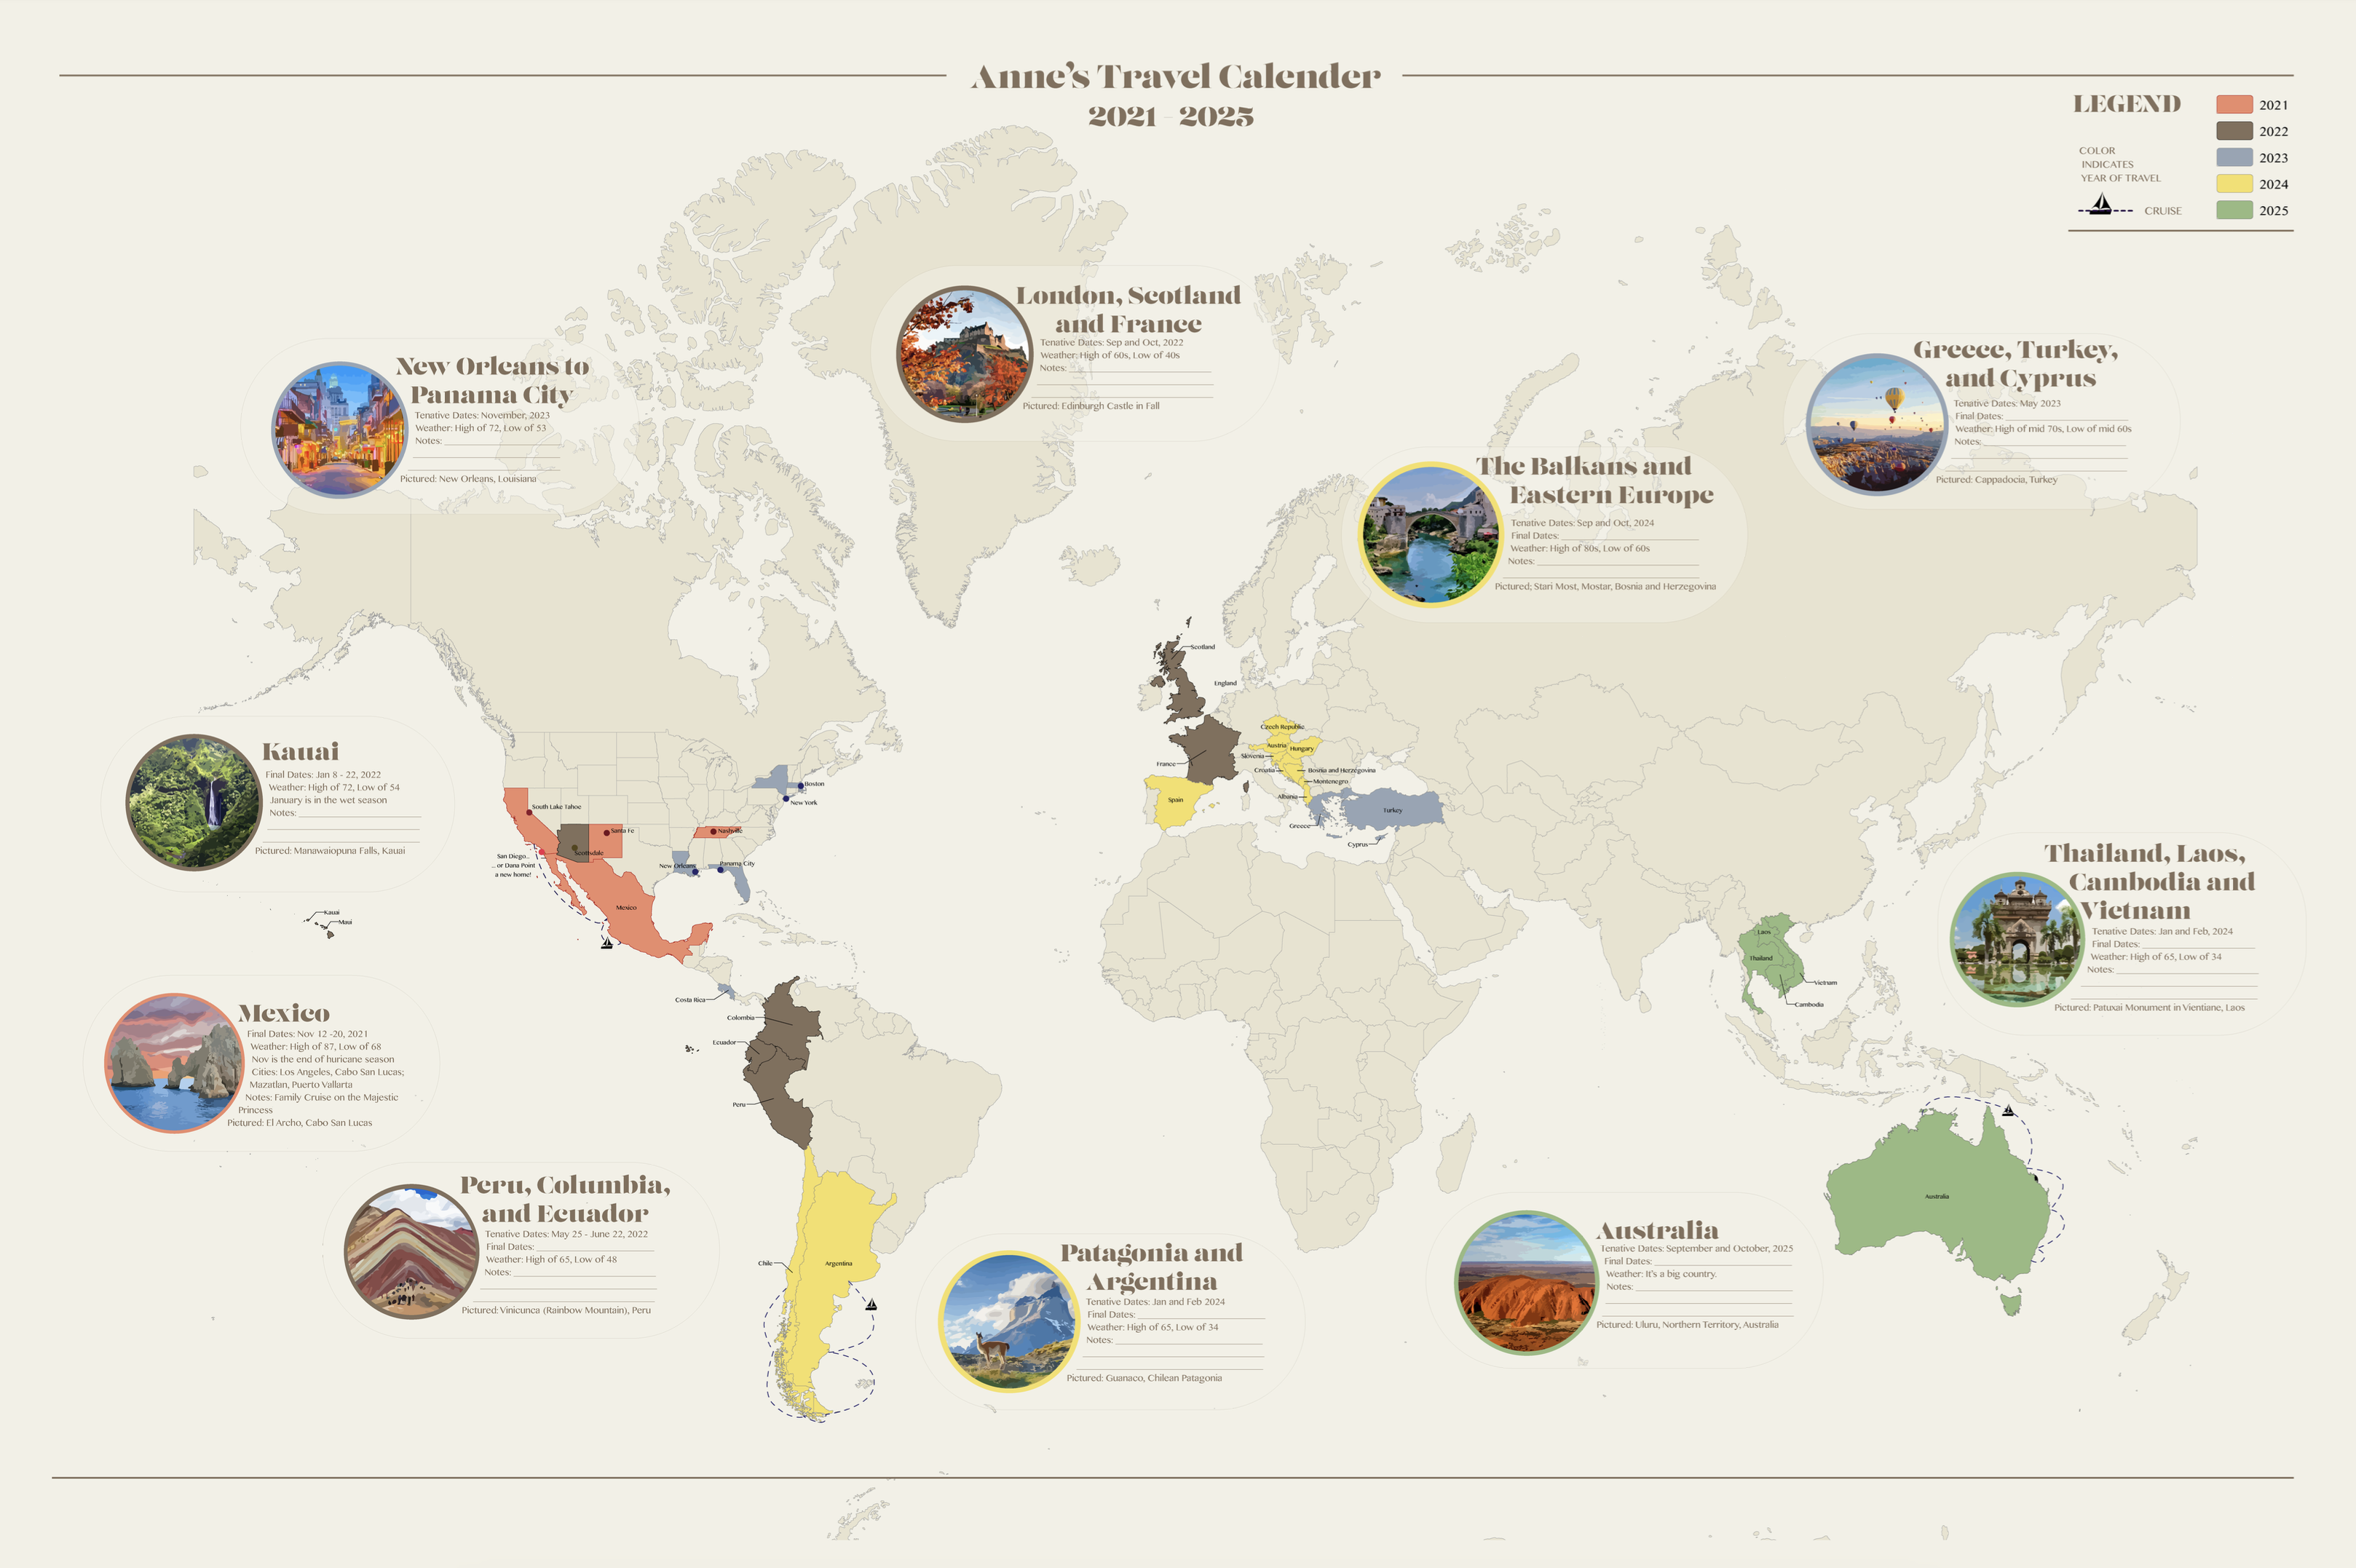 Anne's Travel Calender
2021 - 2025
LEGEND
COLOR
INDICATES
YEAR OF TRAVEL
CRUISE
2021
2022
2023
2024
2025
London, Scotland
and France
Tenative Dates: Sep and Oct, 2022
Weather: High of 60s, Low of 40s
Notes:
Pictured: Edinburgh Castle in Fall
New Orleans to
Panama City
Tenative Dates: November, 2023
Weather: High of 72, Low of 53
Notes:
Pictured: New Orleans, Louisiana
Greece, Turkey,
and Cyprus
Tenative Dates: May 2023
Final Dates:
Weather: High of mid 70s, Low of mid 60s
Notes:
Pictured: Cappadocia, Turkey
The Balkans and
Eastern Europe
Tenative Dates: Sep and Oct, 2024
Final Dates:
Weather: High of 80s, Low of 60s
Notes:
Pictured; Stari Most, Mostar, Bosnia and Herzegovina
Kauai
Final Dates: Jan 8 - 22, 2022
Weather: High of 72, Low of 54
January is in the wet season
Notes:
Pictured: Manawaiopuna Falls, Kauai
Scotland
England
France
Czech Republic
Austria
Hungary
Slovenia
Croatia
Bosnia and Herzegovina
Montenegro
Albania
Spain
Greece
Turkey
Cyprus
Boston
New York
South Lake Tahoe
Santa Fe
Nashville
Scottsdale
San Diego...
... or Dana Point
a new home!
New Orleans
Panama City
Mexico
Kauai
Maui
Thailand, Laos,
Cambodia and
Vietnam
Tenative Dates: Jan and Feb, 2024
Final Dates:
Weather: High of 65, Low of 34
Notes:
Pictured: Patuxai Monument in Vientiane, Laos
Laos
Thailand
Vietnam
Cambodia
Costa Rica
Colombia
Ecuador
Peru
Mexico
Final Dates: Nov 12 -20, 2021
Weather: High of 87, Low of 68
Nov is the end of huricane season
Cities: Los Angeles, Cabo San Lucas;
Mazatlan, Puerto Vallarta
Notes: Family Cruise on the Majestic
Princess
Pictured: El Archo, Cabo San Lucas
Peru, Columbia,
and Ecuador
Tenative Dates: May 25 - June 22, 2022
Final Dates:
Weather: High of 65, Low of 48
Notes:
Pictured: Vinicunca (Rainbow Mountain), Peru
Chile
Argentina
Patagonia and
Argentina
Tenative Dates: Jan and Feb 2024
Final Dates:
Weather: High of 65, Low of 34
Notes:
Pictured: Guanaco, Chilean Patagonia
Australia
Tenative Dates: September and October, 2025
Final Dates:
Weather: It's a big country.
Notes:
Pictured: Uluru, Northern Territory, Australia
Australia